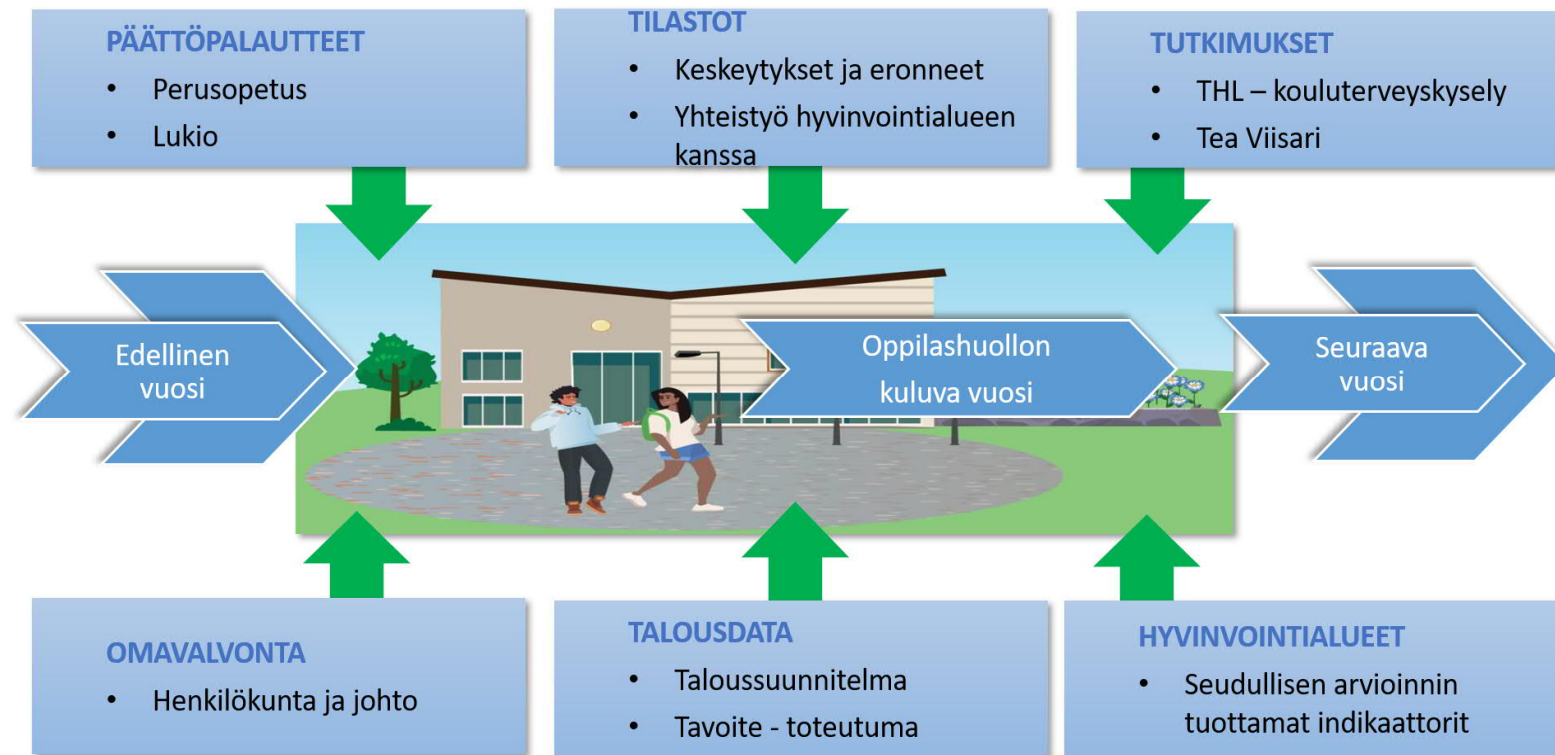 PÄÄTTÖPALAUTTEET
• Perusopetus
• Lukio
TILASTOT
• Keskeytykset ja eronneet
• Yhteistyö hyvinvointialueen
kanssa
TUTKIMUKSET
• THL – kouluterveyskysely
• Tea Viisari
Edellinen
vuosi
Oppilashuollon
kuluva vuosi
Seuraava
vuosi
OMAVALVONTA
• Henkilökunta ja johto
TALOUSDATA
• Taloussuunnitelma
• Tavoite - toteutuma
HYVINVOINTIALUEET
• Seudullisen arvioinnin
tuottamat indikaattorit